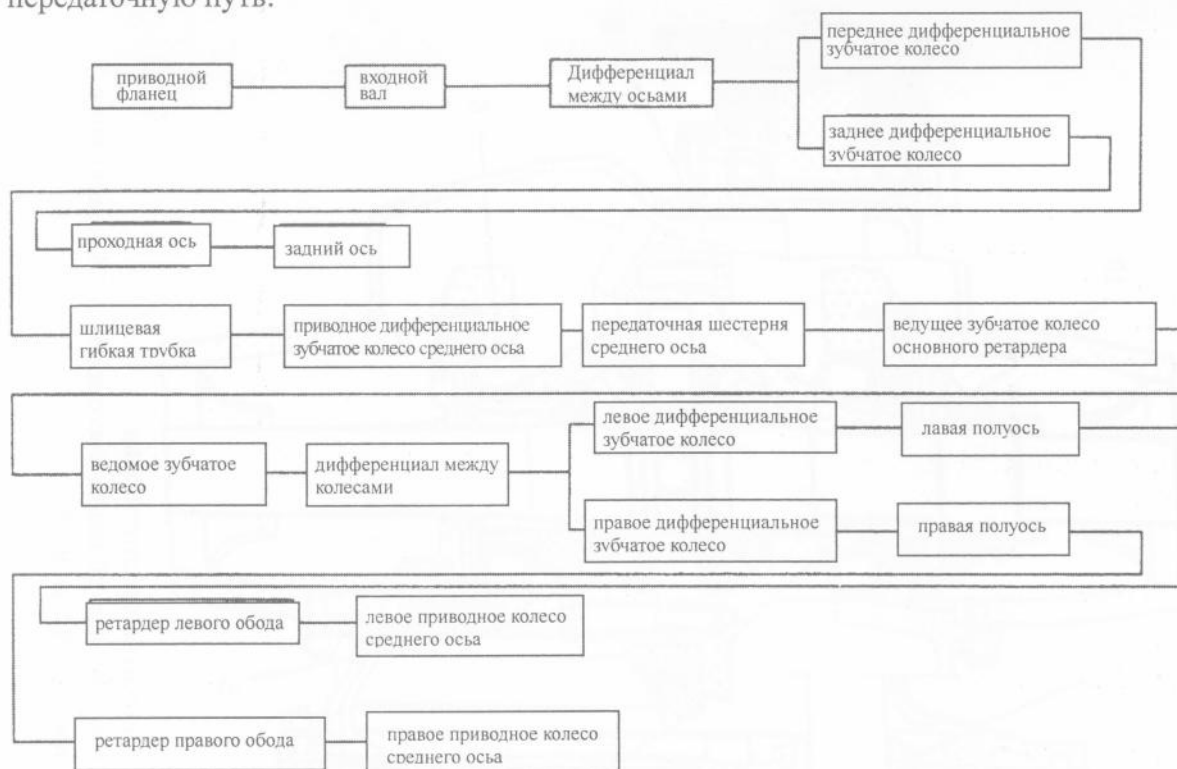 передаточную путь:
переднее дифференциальное
зубчатое колесо
приводной
фланец
входной
вал
Дифференциал
между осьами
заднее дифференциальное
зубчатое колесо
проходная ось
задний ось
шлицевая
гибкая трубка
приводное дифференциальное
зубчатое колесо среднего осьа
передаточная шестерня
среднего осьа
ведущее зубчатое колесо
основного ретардера
ведомое зубчатое
колесо
дифференциал между
колесами
левое дифференциальное
зубчатое колесо
лавая полуось
правое дифференциальное
зубчатое колесо
правая полуось
ретардер левого обода
левое приводное колесо
среднего осьа
ретардер правого обода
правое приводное колесо
среднего осьа